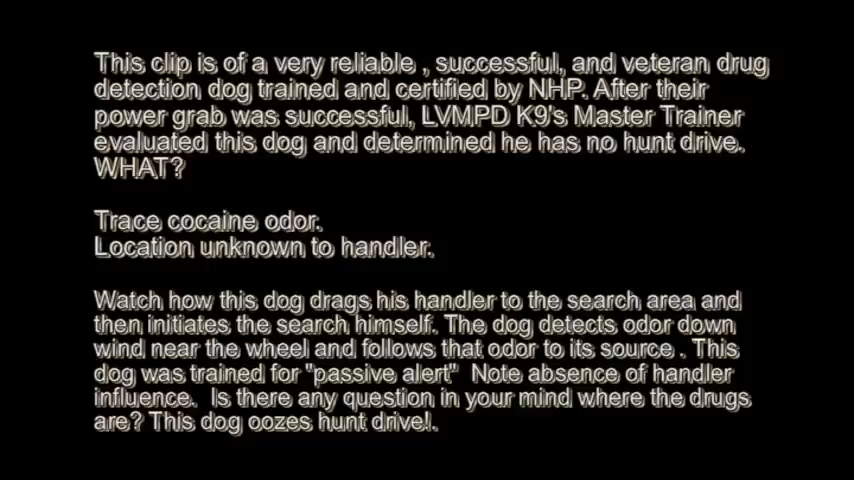 This clip is of a very reliable , successful, and veteran drug
detection dog trained and certified by NHP. After their
power grab was successful, LVMPD K9's Master Trainer
evaluated this dog and determined he has no hunt drive.
WHAT?
Trace cocaine odor.
Location unknown to handler.
Watch how this dog drags his handler to the search area and
then initiates the search himself. The dog detects odor down
wind near the wheel and follows that odor to its source . This
dog was trained for "passive alert"  Note absence of handler
influence.  Is there any question in your mind where the drugs
are? This dog oozes hunt drive!.